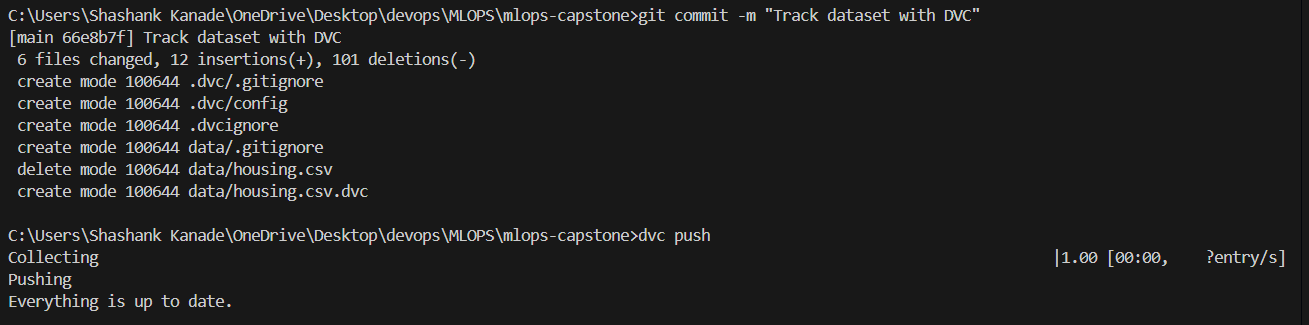 C:\Users\Shashank Kanade\OneDrive\Desktop\devops\MLOPS\mlops-capstone>git commit -m "Track dataset with DVC"
[main 66e8b7f] Track dataset with DVC
 6 files changed, 12 insertions(+), 101 deletions(-)
 create mode 100644 .dvc/.gitignore
 create mode 100644 .dvc/config
 create mode 100644 .dvcignore
 create mode 100644 data/.gitignore
 delete mode 100644 data/housing.csv
 create mode 100644 data/housing.csv.dvc
C:\Users\Shashank Kanade\OneDrive\Desktop\devops\MLOPS\mlops-capstone>dvc push
Collecting |1.00 [00:00, ?entry/s]
Pushing
Everything is up to date.